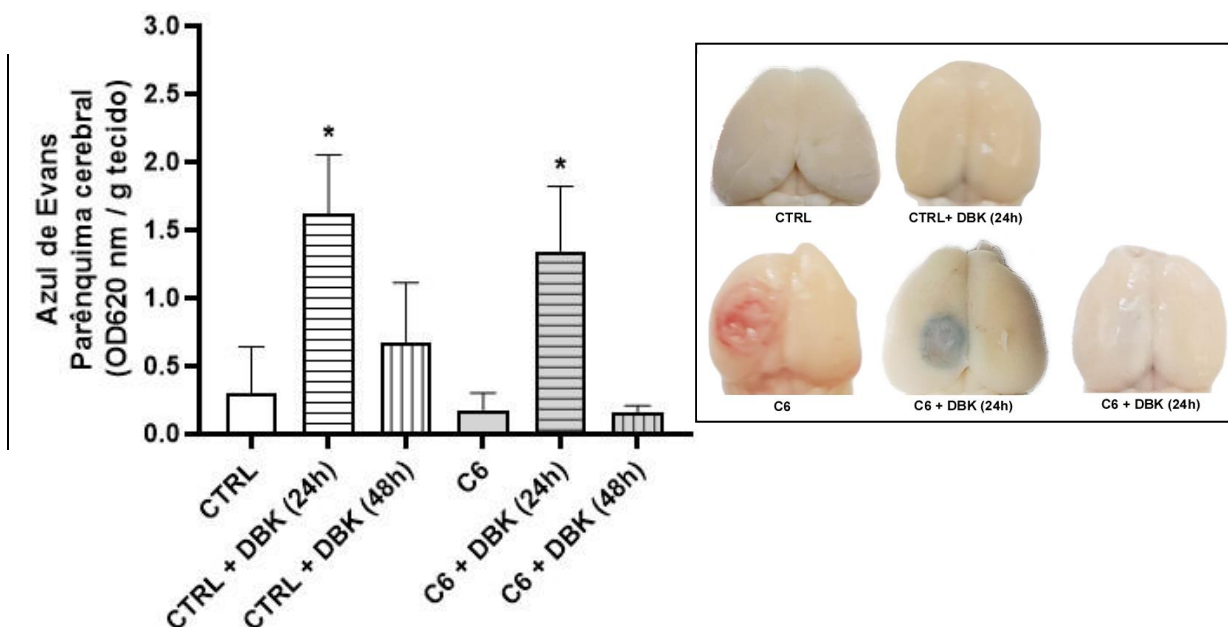 Azul de Evans
Parênquima cerebral
(OD620 nm / g tecido)
3.0
2.5
2.0
1.5
1.0
0.5
0.0
*
*
CTRL
CTRL + DBK (24h)
CTRL + DBK (48h)
C6
C6 + DBK (24h)
C6 + DBK (48h)
CTRL
CTRL+ DBK (24h)
C6
C6 + DBK (24h)
C6 + DBK (24h)